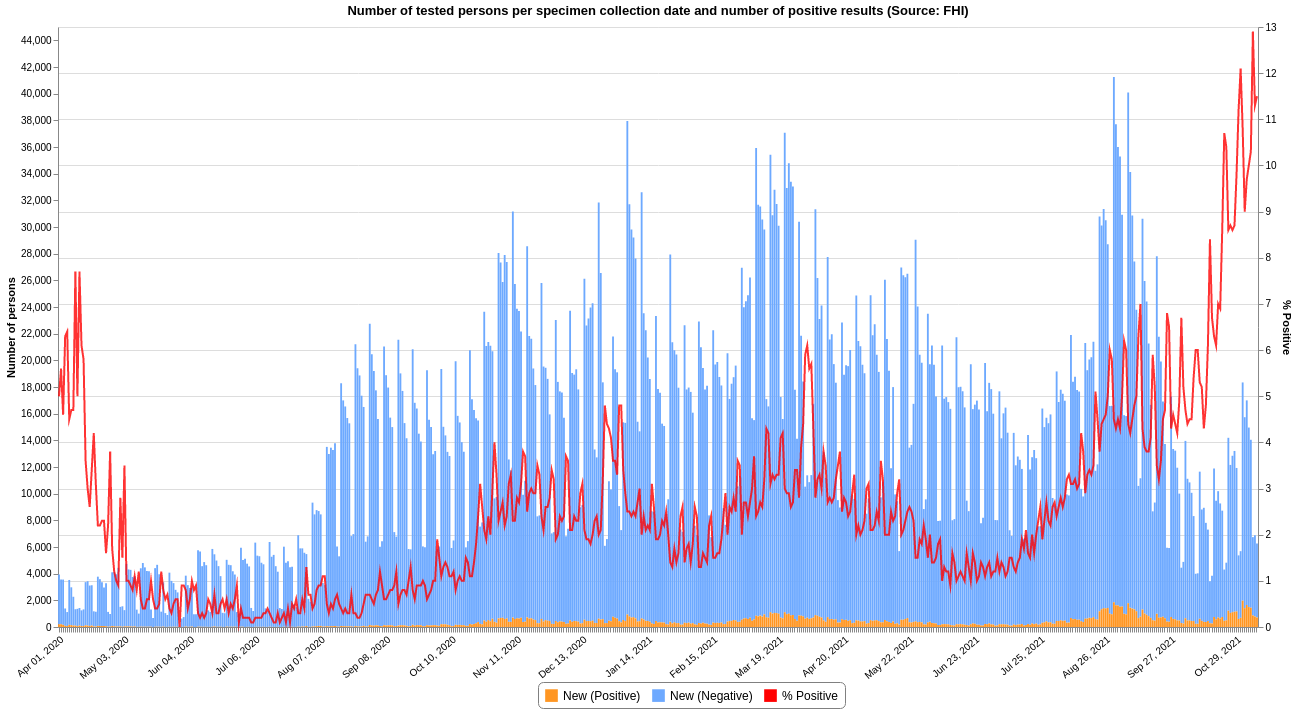 Number of tested persons per specimen collection date and number of positive results (Source: FHI)
Number of persons
44,000
42,000
40,000
38,000
36,000
34,000
32,000
30,000
28,000
26,000
24,000
22,000
20,000
18,000
16,000
14,000
12,000
10,000
8,000
6,000
4,000
2,000
0
13
12
11
10
9
8
7
6
5
4
3
2
1
0
% Positive
Apr 01, 2020
May 03, 2020
Jun 04, 2020
Jul 06, 2020
Aug 07, 2020
Sep 08, 2020
Oct 10, 2020
Nov 11, 2020
Dec 13, 2020
Jan 14, 2021
Feb 15, 2021
Mar 19, 2021
Apr 20, 2021
May 22, 2021
Jun 23, 2021
Jul 25, 2021
Aug 26, 2021
Sep 27, 2021
Oct 29, 2021
New (Positive) New (Negative) % Positive